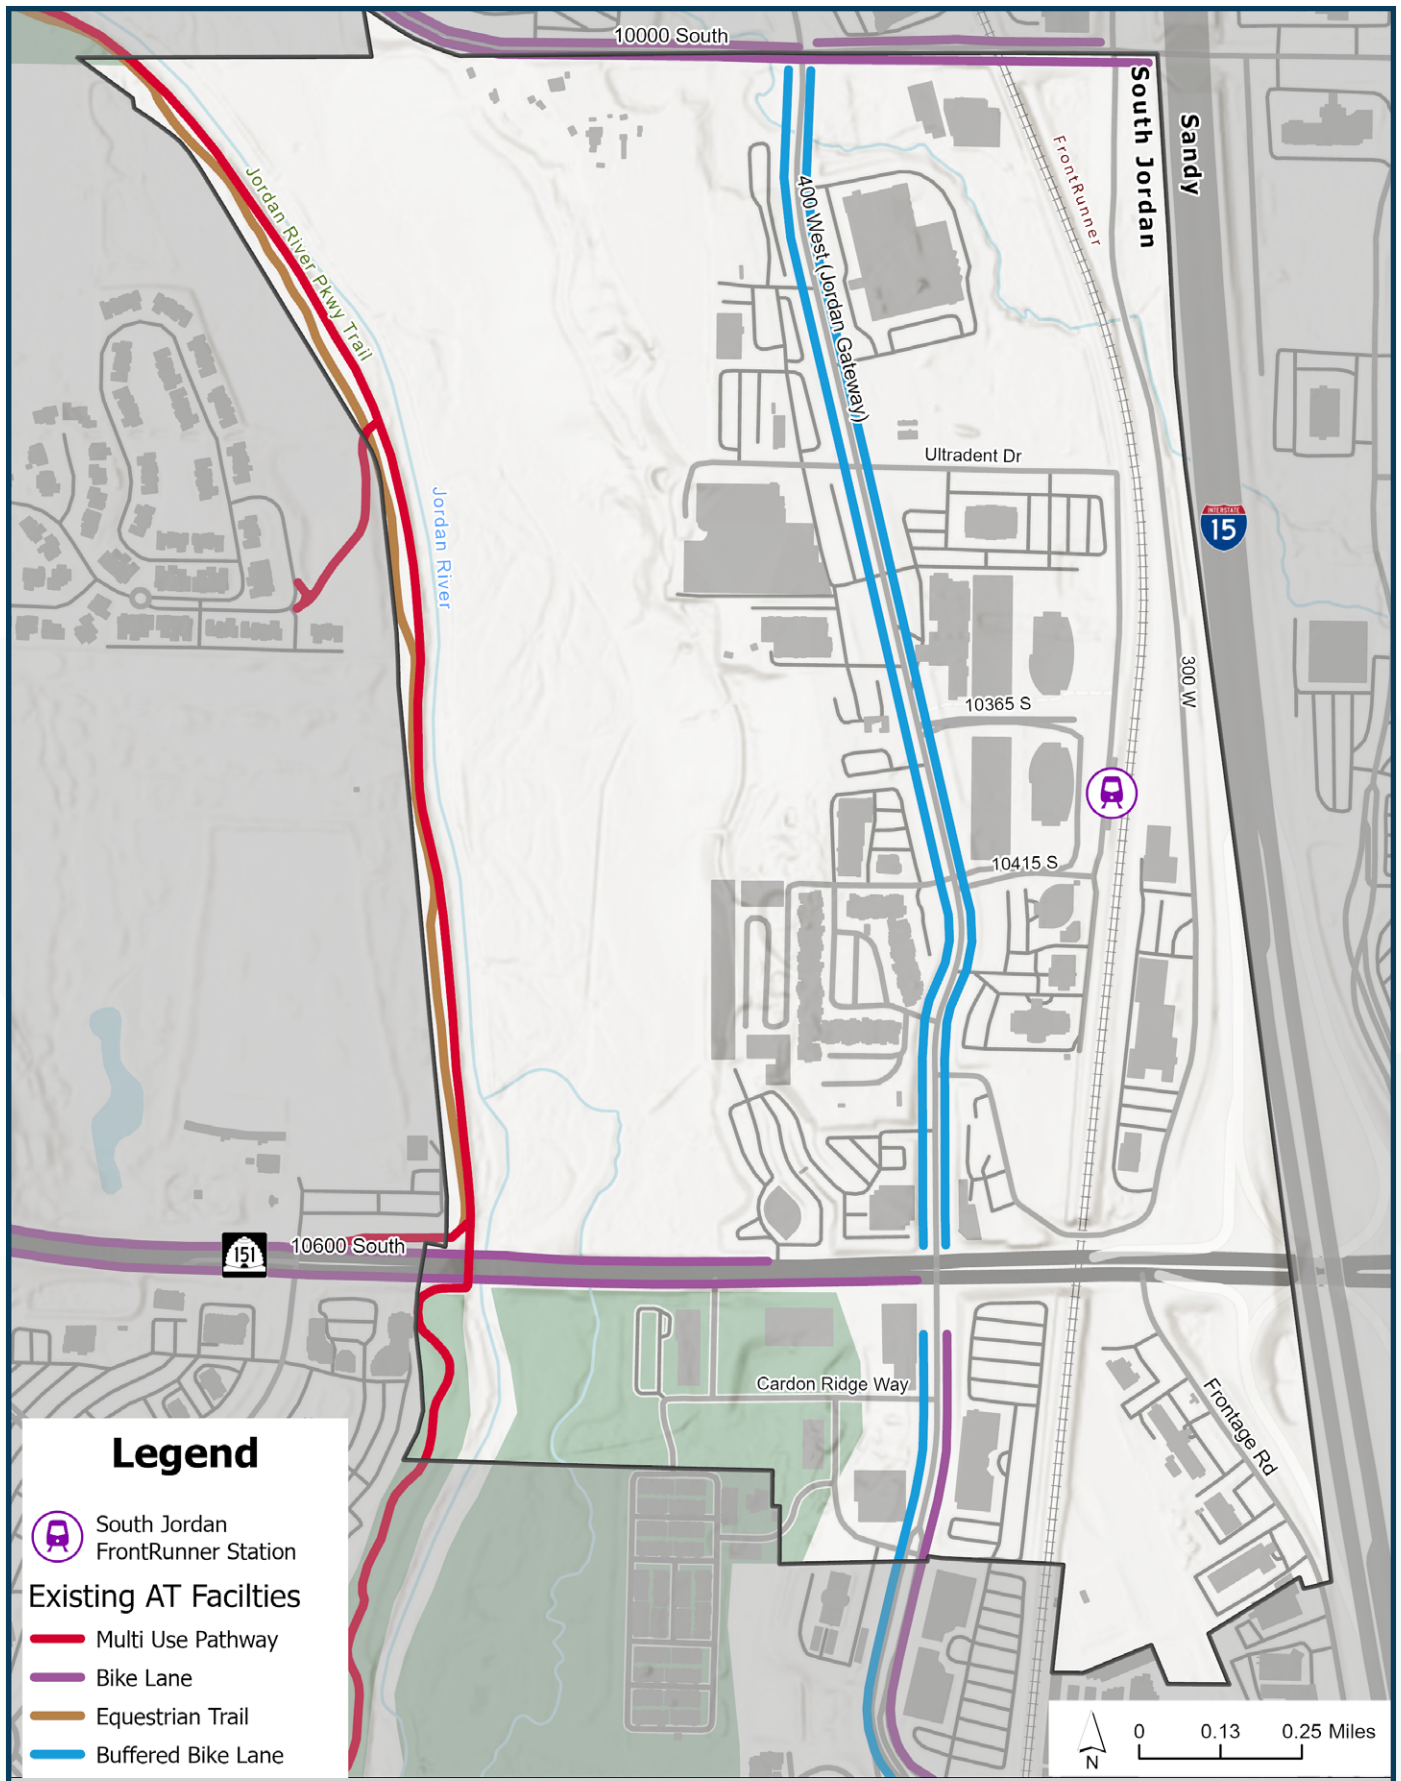 10000 South
South Jordan
Sandy
FrontRunner
Jordan River Pkwy Trail
400 West (Jordan Gateway)
Ultradent Dr
Jordan River
INTERSTATE
15
300 W
10365 S
10415 S
151
10600 South
Cardon Ridge Way
Frontage Rd
Legend
South Jordan
FrontRunner Station
Existing AT Facilties
Multi Use Pathway
Bike Lane
Equestrian Trail
Buffered Bike Lane
N
0 0.13 0.25 Miles